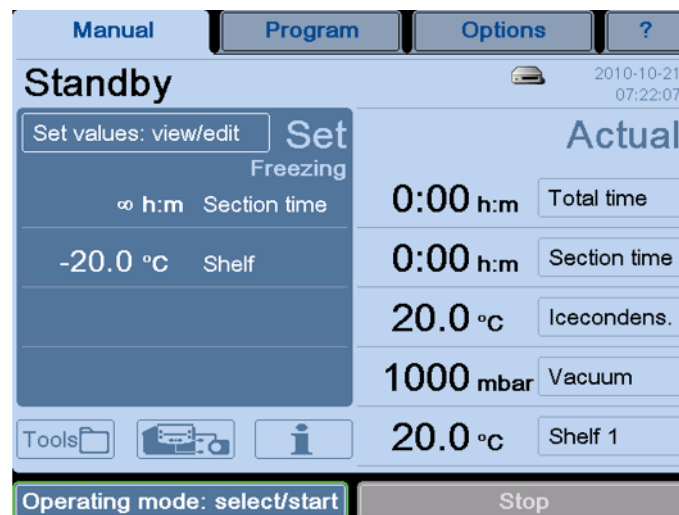 Manual Program Options ?
Standby
2010-10-21
07:22:07
Set values: view/edit Set
Freezing
∞ h:m Section time
-20.0 °C Shelf
Actual
0:00 h:m Total time
0:00 h:m Section time
20.0 °C Icecondens.
1000 mbar Vacuum
20.0 °C Shelf 1
Tools i
Operating mode: select/start Stop